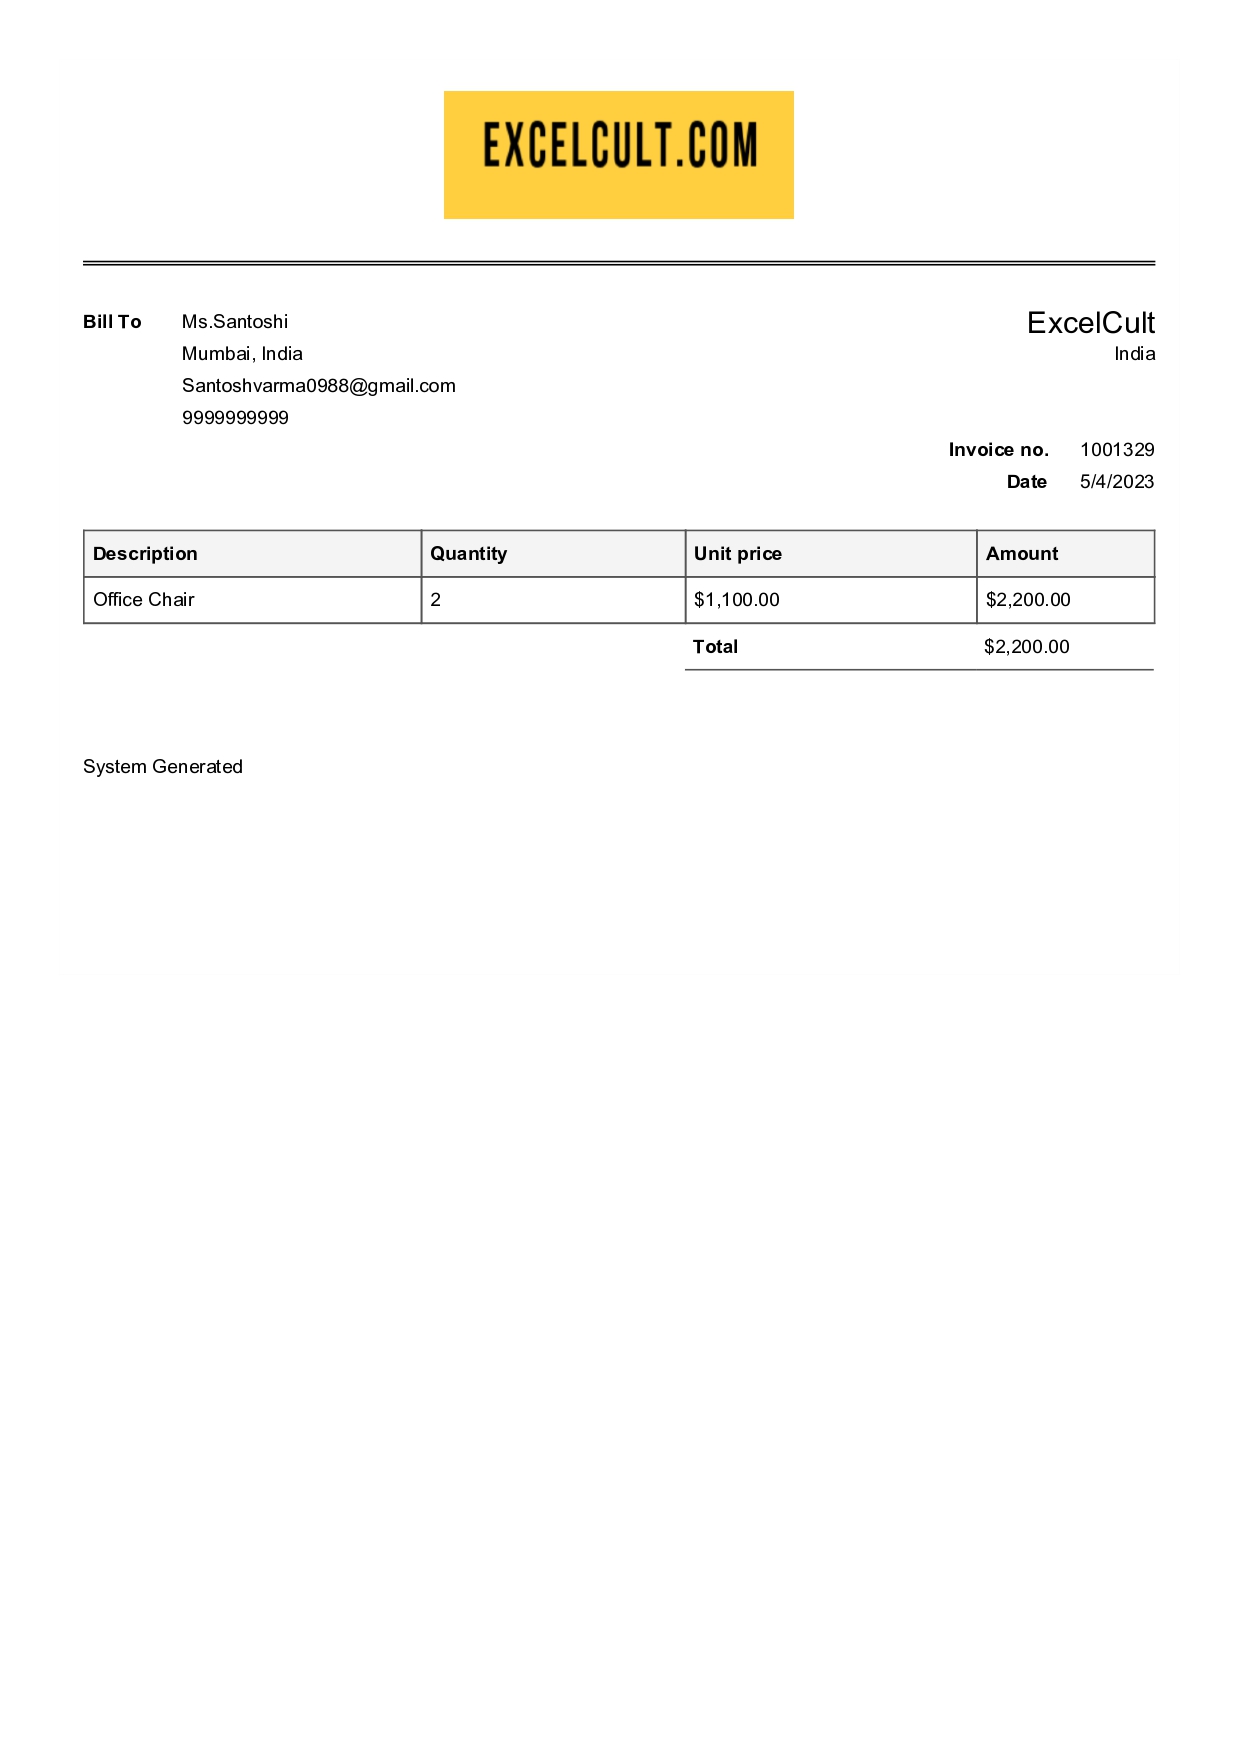 EXCELCULT.COM
Bill To Ms.Santoshi ExcelCult
Mumbai, India India
Santoshvarma0988@gmail.com
9999999999
Invoice no. 1001329
Date 5/4/2023
Description Quantity Unit price Amount
Office Chair 2 $1,100.00 $2,200.00
Total $2,200.00
System Generated